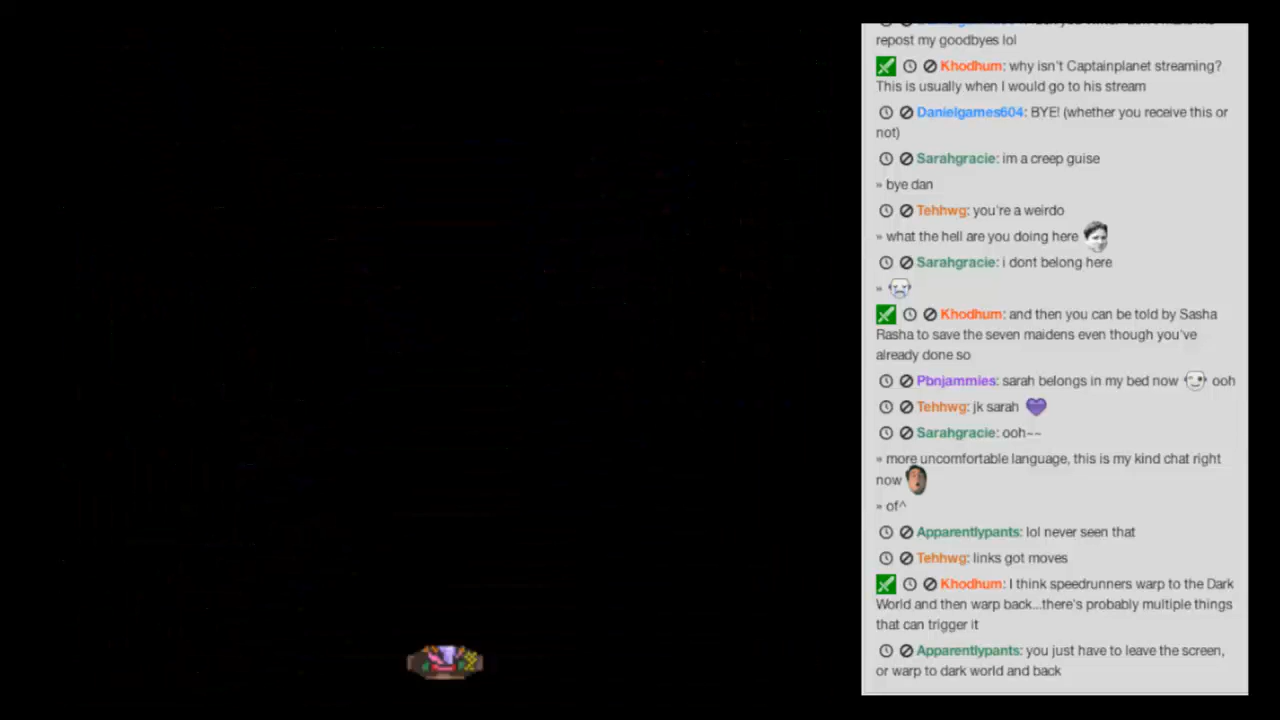 repost my goodbyes lol
Khodhum: why isn't Captainplanet streaming?
This is usually when I would go to his stream
Danielgames604: BYE! (whether you receive this or
not)
Sarahgracie: im a creep guise
» bye dan
Tehhwg: you're a weirdo
» what the hell are you doing here
Sarahgracie: i dont belong here
»
Khodhum: and then you can be told by Sasha
Rasha to save the seven maidens even though you've
already done so
Pbnjammies: sarah belongs in my bed now ooh
Tehhwg: jk sarah
Sarahgracie: ooh~~
» more uncomfortable language, this is my kind chat right
now
» of^
Apparentlypants: lol never seen that
Tehhwg: links got moves
Khodhum: I think speedrunners warp to the Dark
World and then warp back...there's probably multiple things
that can trigger it
Apparentlypants: you just have to leave the screen,
or warp to dark world and back